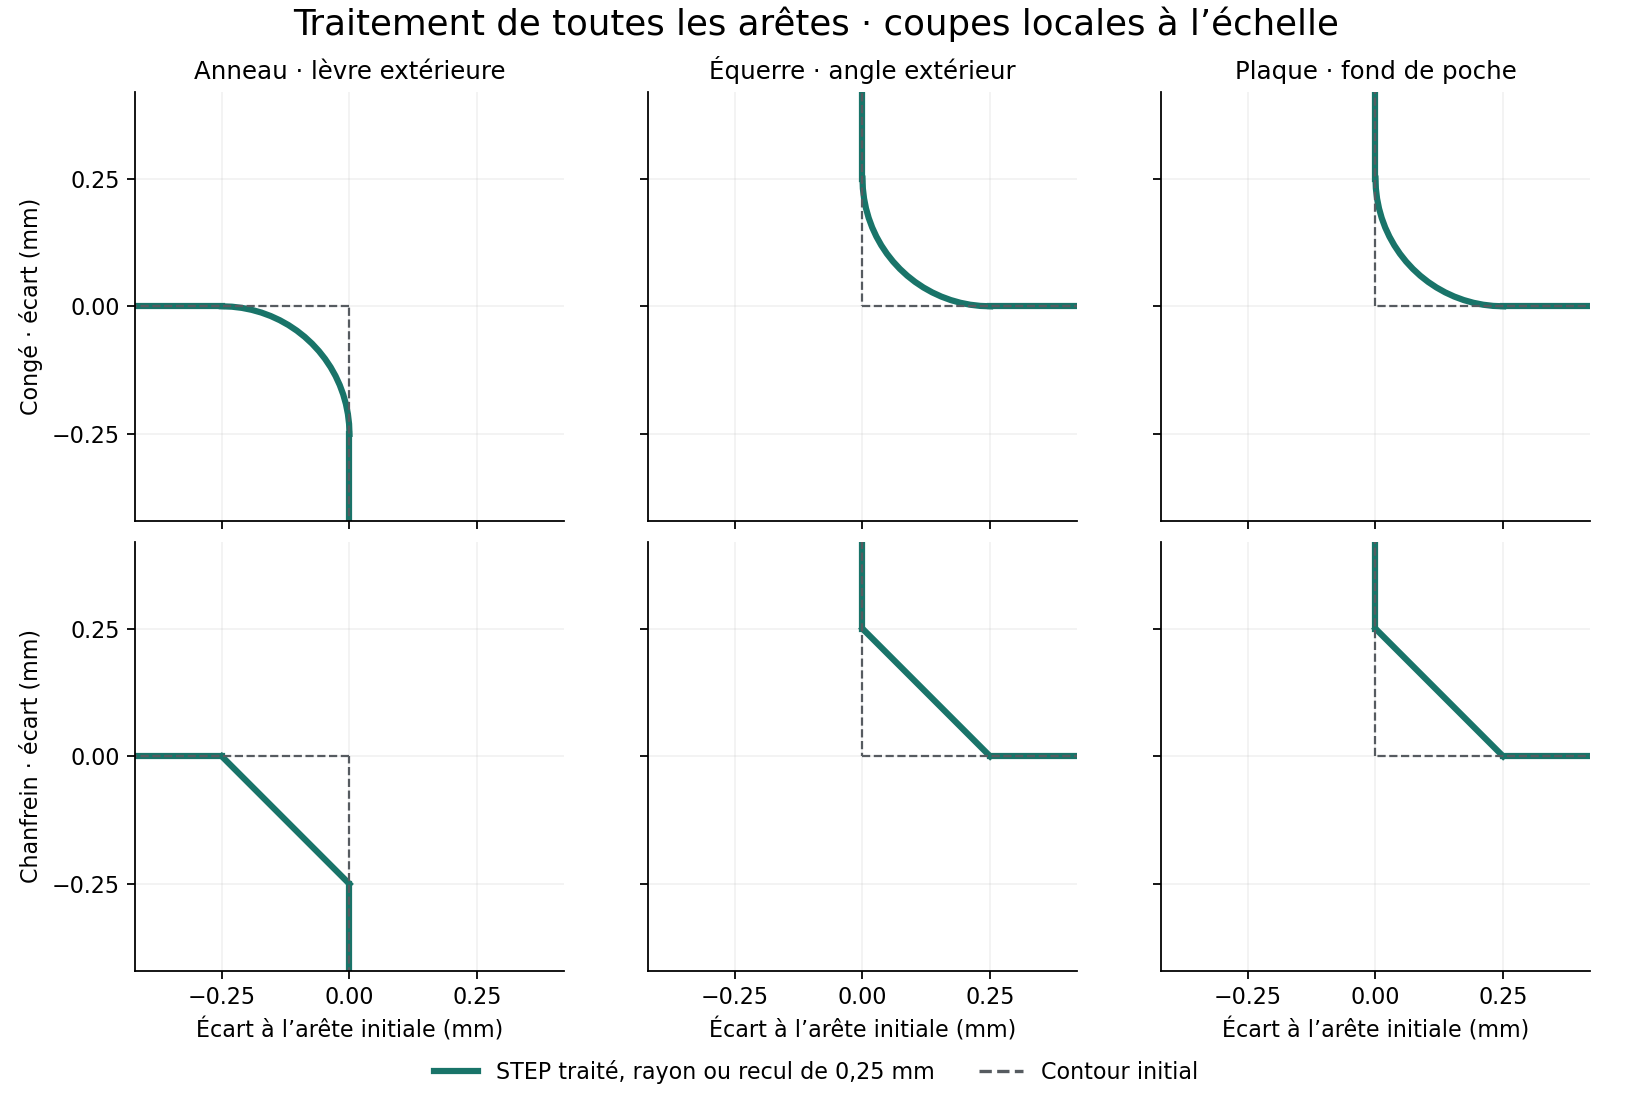 Traitement de toutes les arêtes · coupes locales à l’échelle
Anneau · lèvre extérieure
Équerre · angle extérieur
Plaque · fond de poche
Congé · écart (mm)
0.25
0.00
−0.25
Chanfrein · écart (mm)
0.25
0.00
−0.25
−0.25 0.00 0.25
−0.25 0.00 0.25
−0.25 0.00 0.25
Écart à l’arête initiale (mm)
Écart à l’arête initiale (mm)
Écart à l’arête initiale (mm)
STEP traité, rayon ou recul de 0,25 mm
Contour initial